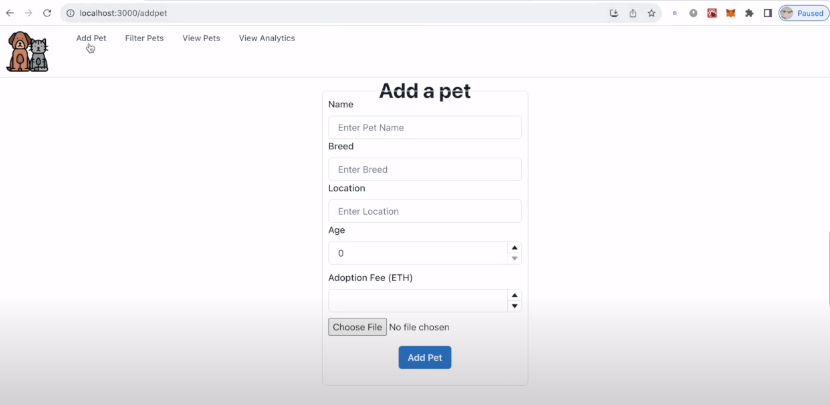 localhost:3000/addpet
Paused
Add Pet
Filter Pets
View Pets
View Analytics
Add a pet
Name
Enter Pet Name
Breed
Enter Breed
Location
Enter Location
Age
0
Adoption Fee (ETH)
Choose File No file chosen
Add Pet